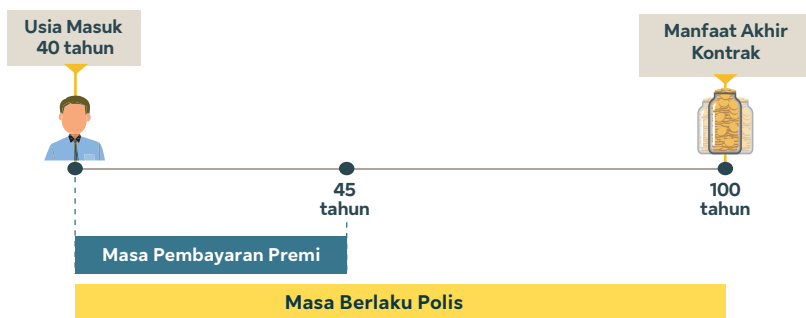 Usia Masuk
40 tahun
Manfaat Akhir
Kontrak
45
tahun
100
tahun
Masa Pembayaran Premi
Masa Berlaku Polis